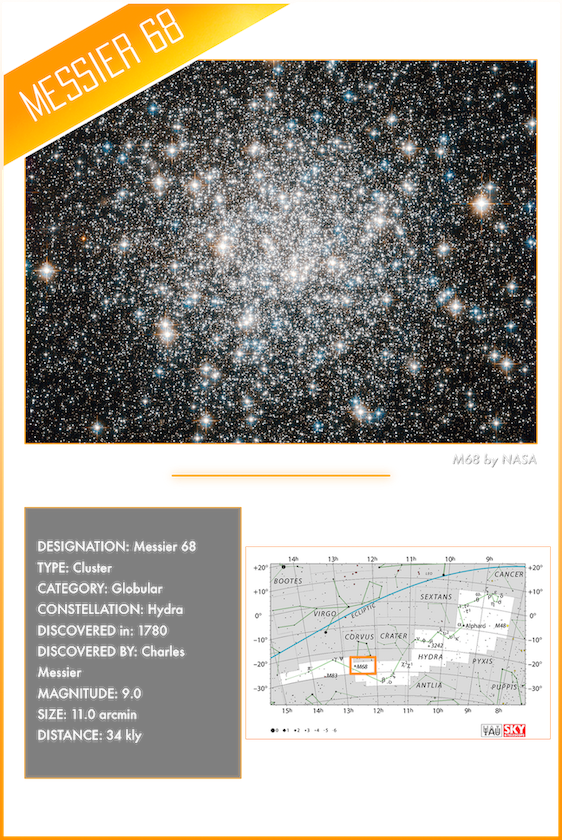 MESSIER 68
M68 by NASA
DESIGNATION: Messier 68
TYPE: Cluster
CATEGORY: Globular
CONSTELLATION: Hydra
DISCOVERED in: 1780
DISCOVERED BY: Charles
Messier
MAGNITUDE: 9.0
SIZE: 11.0 arcmin
DISTANCE: 34 kly
14h 13h 12h 11h 10h 9h
+20° +20°
BOOTES CANCER
+10° +10°
SEXTANS
VIRGO ECLIPTIC
0° 0°
Alphard M48
CORVUS CRATER
-10° -10°
3242
HYDRA PYXIS
-20° M68 -20°
M83
ANTLIA PUPPIS
-30° -30°
15h 14h 13h 12h 11h 10h 9h 8h
0 1 2 3 4 5 6
IAU SKY